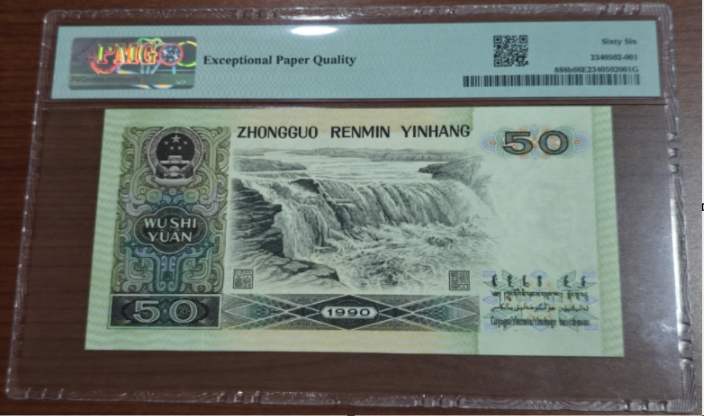 PMG
Exceptional Paper Quality
Sixty Six
2340502-001
ZHONGGUO RENMIN YINHANG
50
WU SHI
YUAN
50
1990